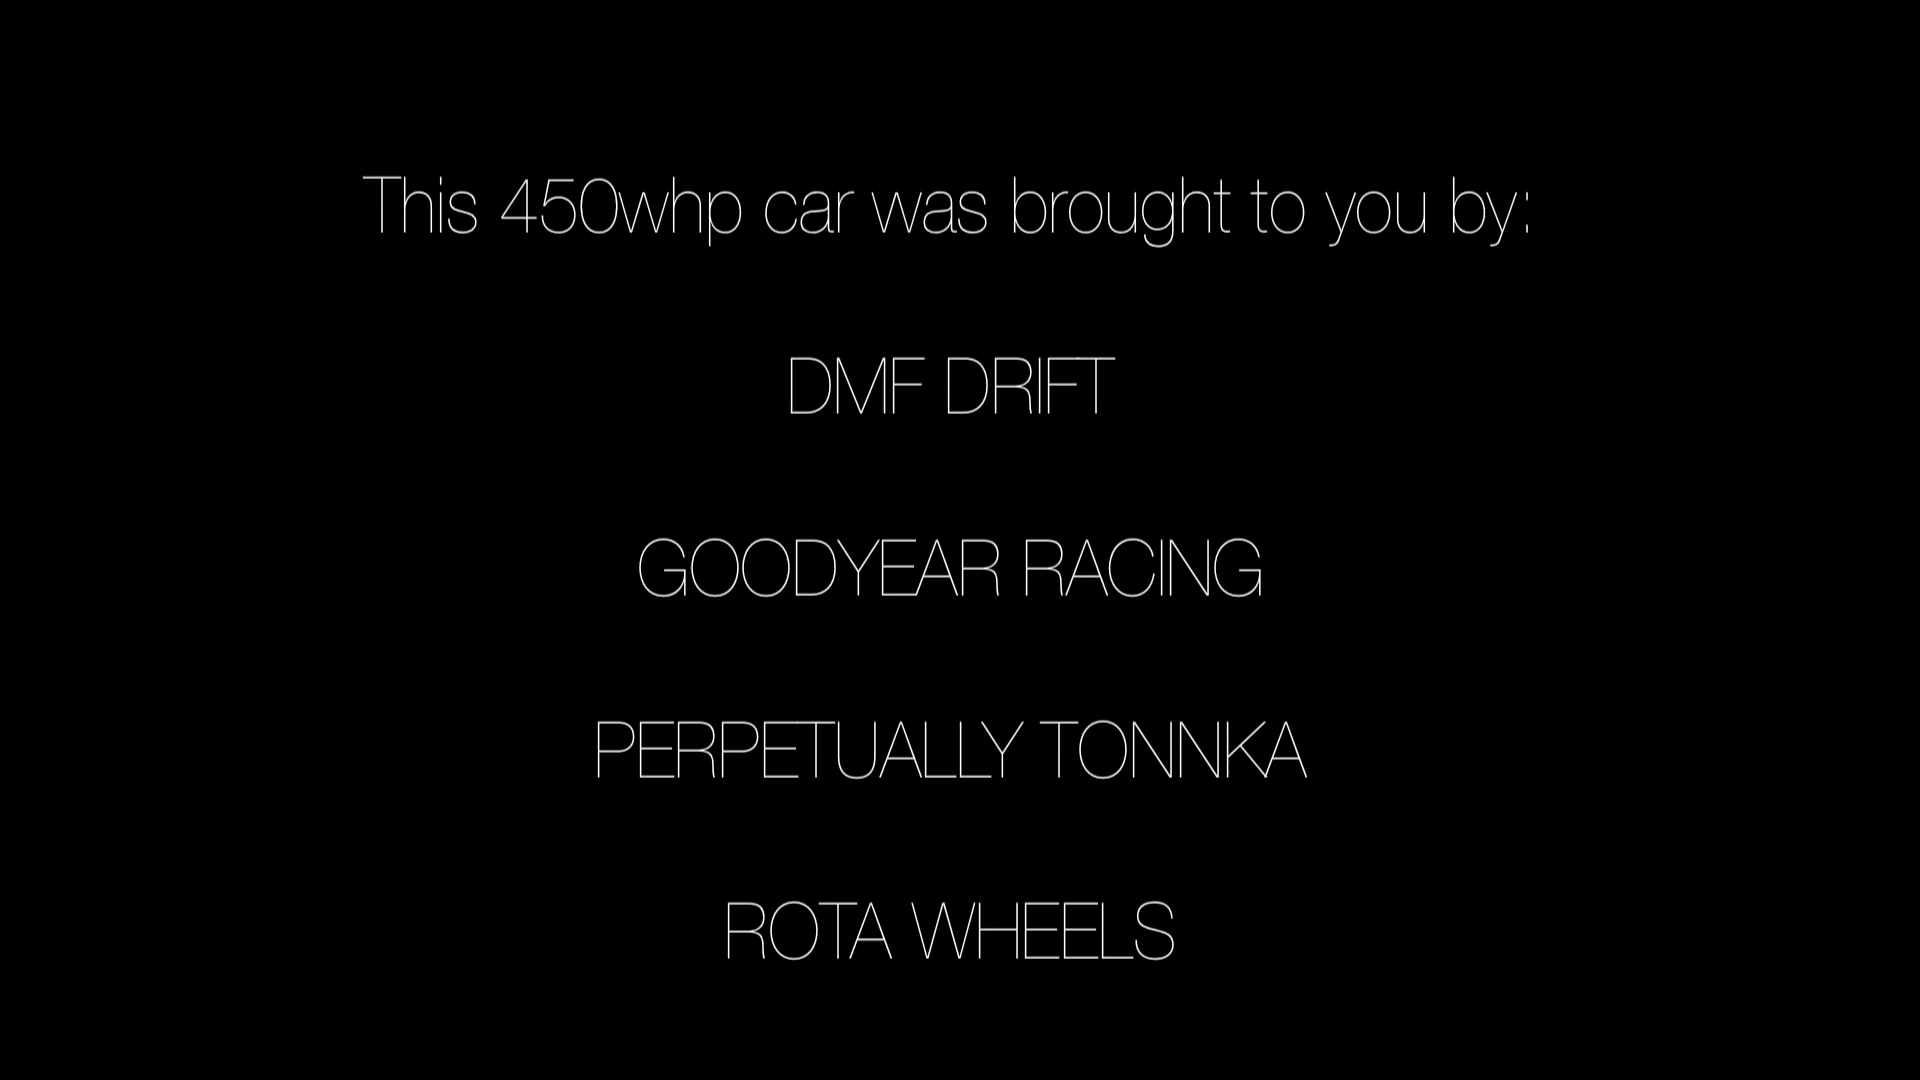 This 450whp car was brought to you by:
DMF DRIFT
GOODYEAR RACING
PERPETUALLY TONNKA
ROTA WHEELS